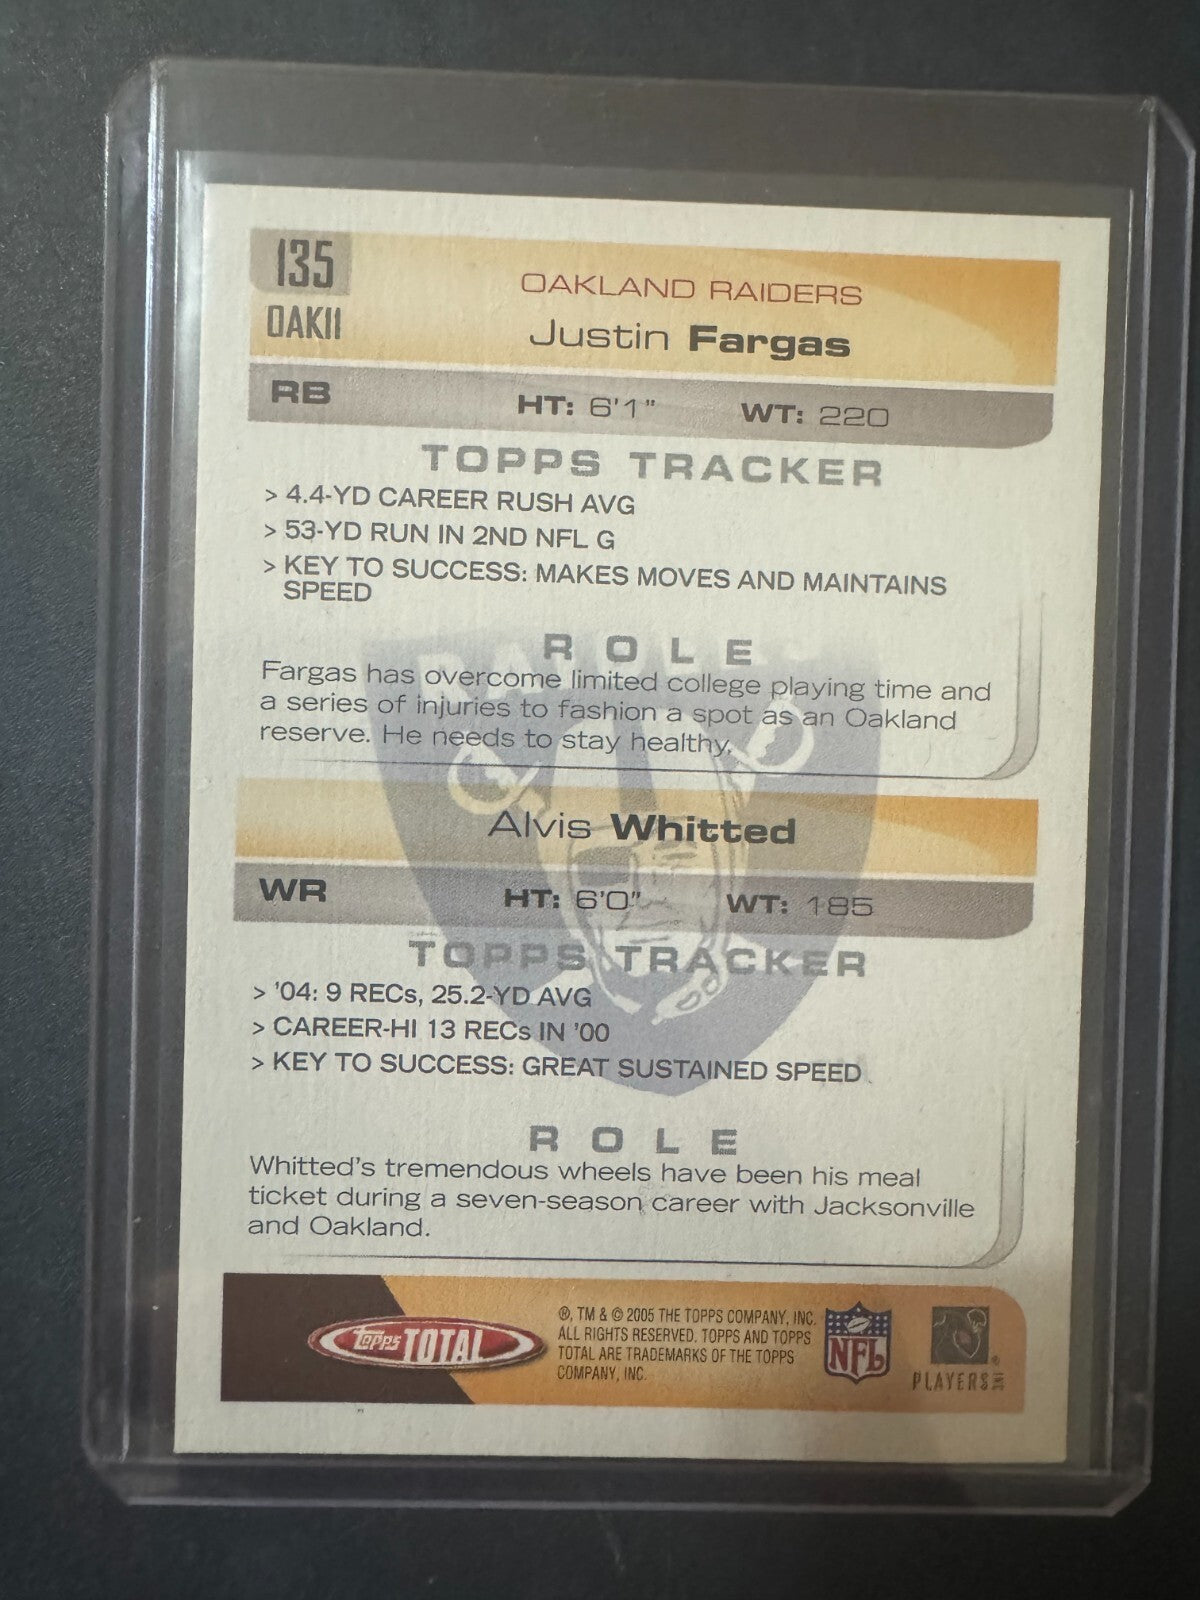 135
OAK11
OAKLAND RAIDERS
Justin Fargas
RB HT: 6'1" WT: 220
TOPPS TRACKER
> 4.4-YD CAREER RUSH AVG
> 53-YD RUN IN 2ND NFL G
> KEY TO SUCCESS: MAKES MOVES AND MAINTAINS
SPEED
ROLE
Fargas has overcome limited college playing time and
a series of injuries to fashion a spot as an Oakland
reserve. He needs to stay healthy.
Alvis Whitted
WR HT: 6'0" WT: 185
TOPPS TRACKER
> '04: 9 RECs, 25.2-YD AVG
> CAREER-HI 13 RECs IN '00
> KEY TO SUCCESS: GREAT SUSTAINED SPEED
ROLE
Whitted's tremendous wheels have been his meal
ticket during a seven-season career with Jacksonville
and Oakland.
Topps TOTAL
®, TM & © 2005 THE TOPPS COMPANY, INC.
ALL RIGHTS RESERVED. TOPPS AND TOPPS
TOTAL ARE TRADEMARKS OF THE TOPPS
COMPANY, INC.
NFL
PLAYERS INC